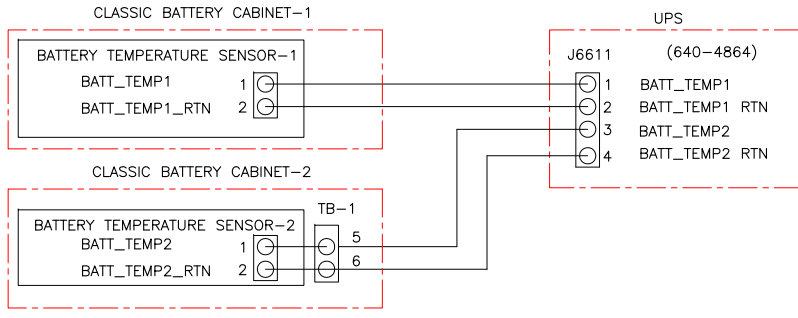 CLASSIC BATTERY CABINET-1
UPS
BATTERY TEMPERATURE SENSOR-1
J6611 (640-4864)
BATT_TEMP1 1 1 BATT_TEMP1
BATT_TEMP1_RTN 2 2 BATT_TEMP1 RTN
3 BATT_TEMP2
4 BATT_TEMP2 RTN
CLASSIC BATTERY CABINET-2
TB-1
BATTERY TEMPERATURE SENSOR-2
BATT_TEMP2 1 5
BATT_TEMP2_RTN 2 6